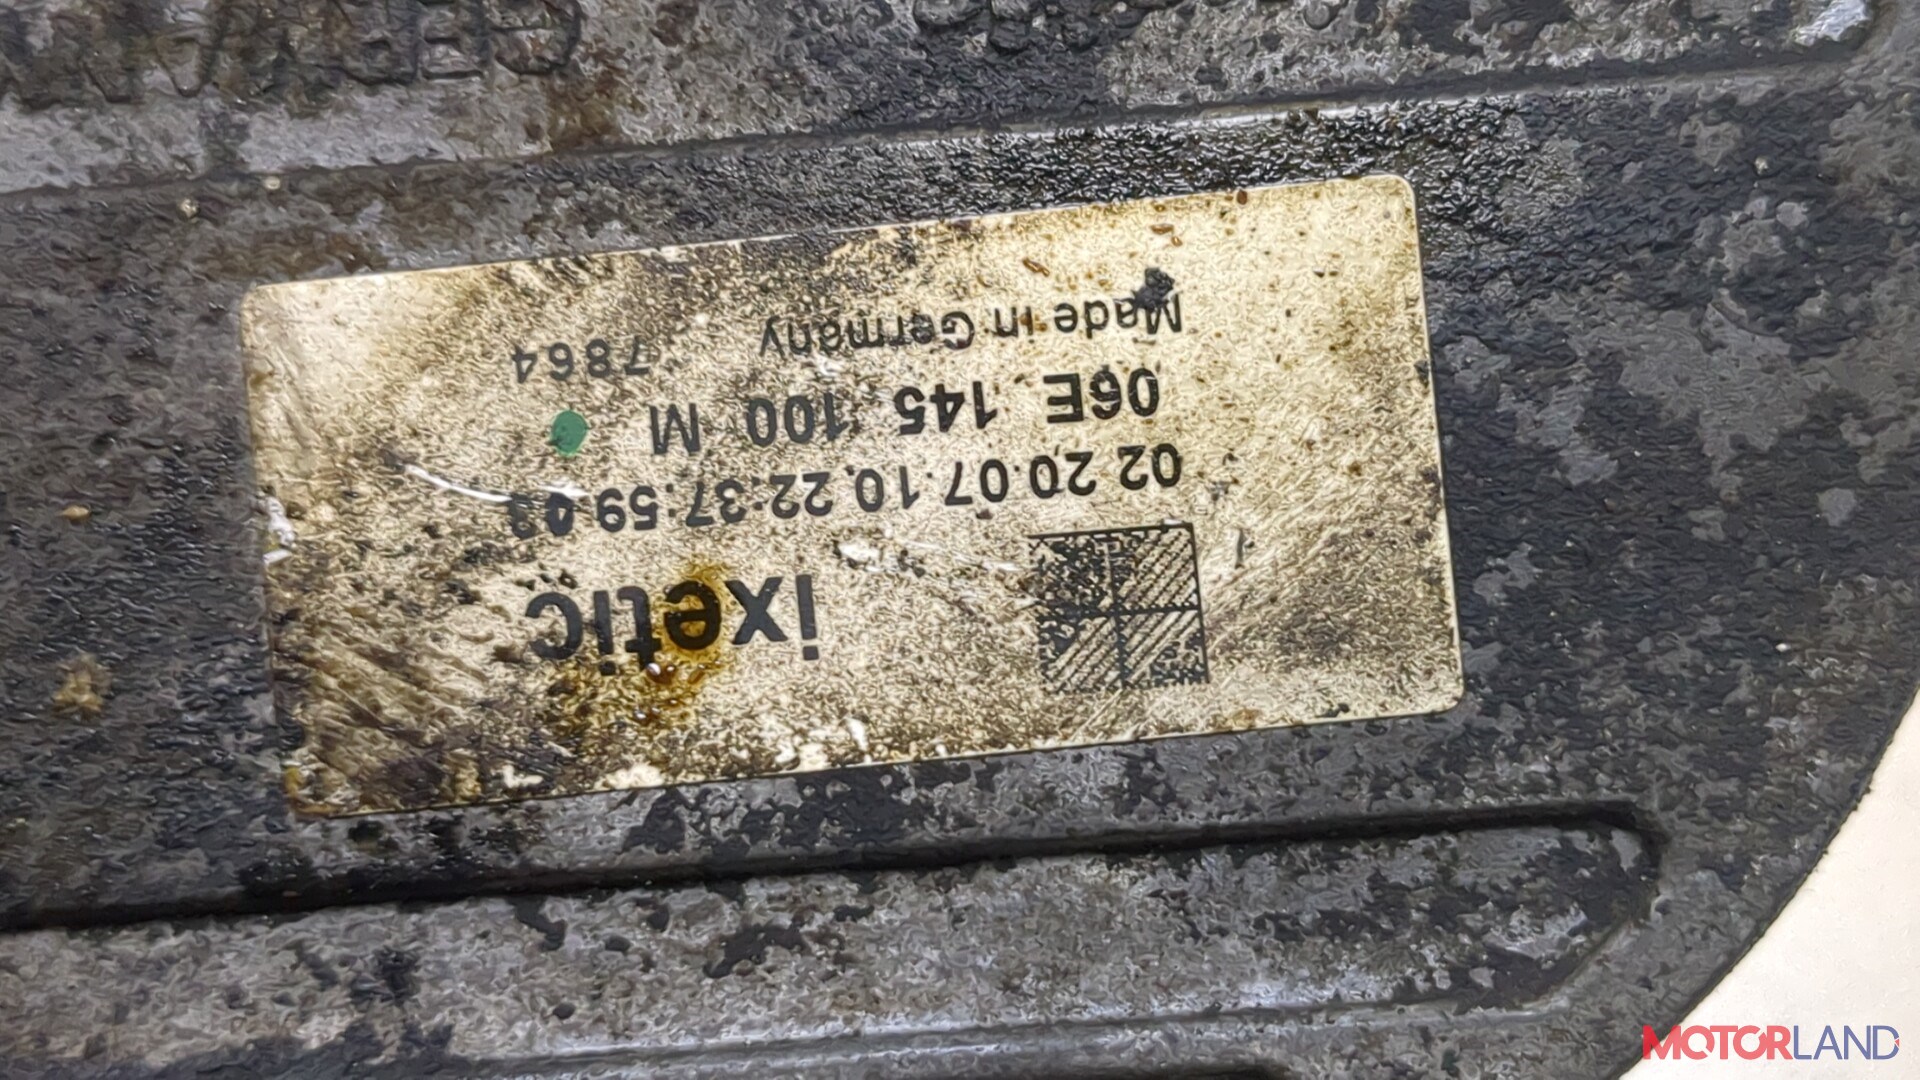 ixetic
02 20.07.10 22:37:59 03
06E 145 100 M
Made in Germany 7864
MOTORLAND